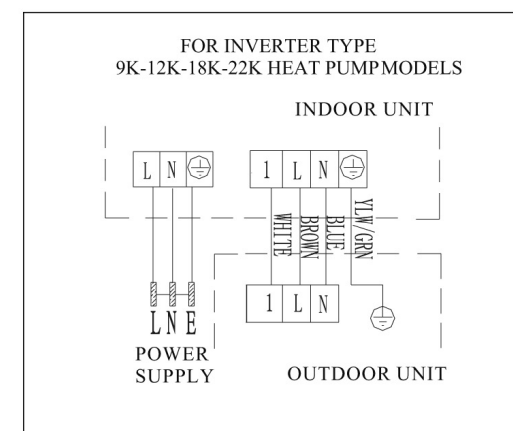 FOR INVERTER TYPE
9K-12K-18K-22K HEAT PUMPMODELS
INDOOR UNIT
L N
1 L N
WHITE
BROWN
BLUE
YLW/GRN
1 L N
L N E
POWER
SUPPLY
OUTDOOR UNIT